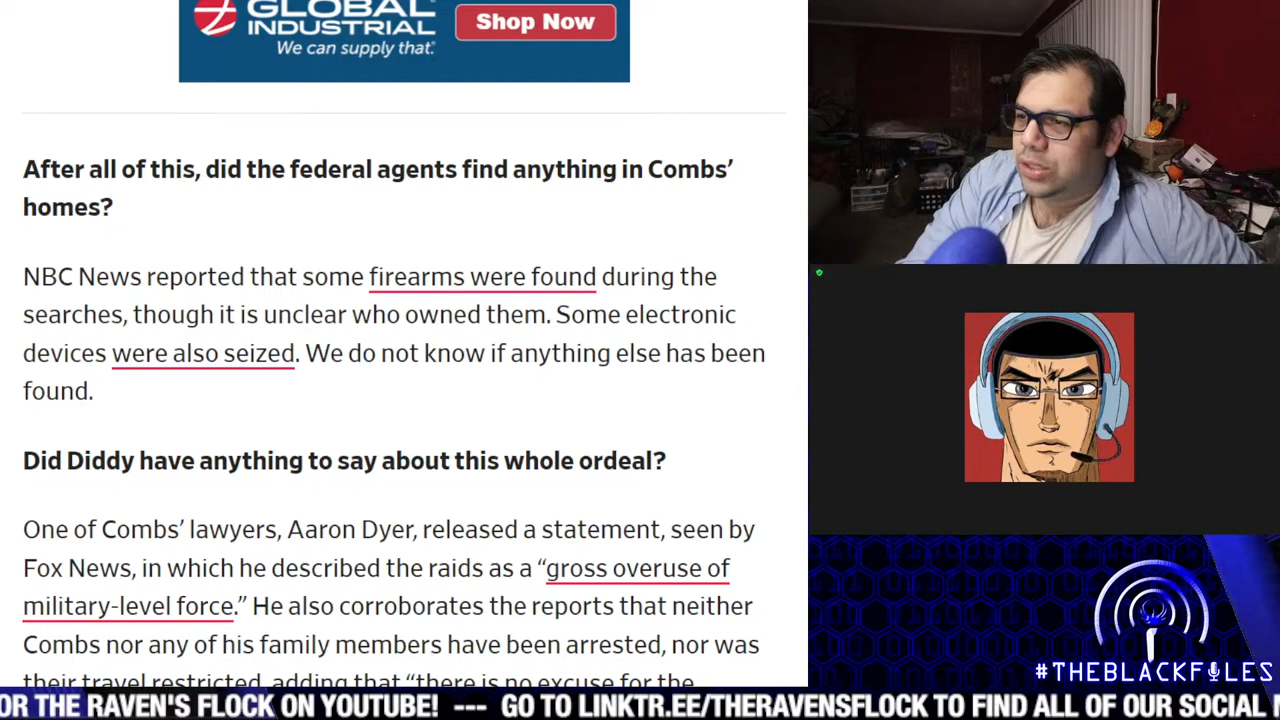 GLOBAL
INDUSTRIAL
We can supply that.
Shop Now
After all of this, did the federal agents find anything in Combs’
homes?
NBC News reported that some firearms were found during the
searches, though it is unclear who owned them. Some electronic
devices were also seized. We do not know if anything else has been
found.
Did Diddy have anything to say about this whole ordeal?
One of Combs’ lawyers, Aaron Dyer, released a statement, seen by
Fox News, in which he described the raids as a “gross overuse of
military-level force.” He also corroborates the reports that neither
Combs nor any of his family members have been arrested, nor was
their travel restricted, adding that “there is no excuse for the
#THEBLACKFILES
OR THE RAVEN'S FLOCK ON YOUTUBE! --- GO TO LINKTR.EE/THERAVENSFLOCK TO FIND ALL OF OUR SOCIAL